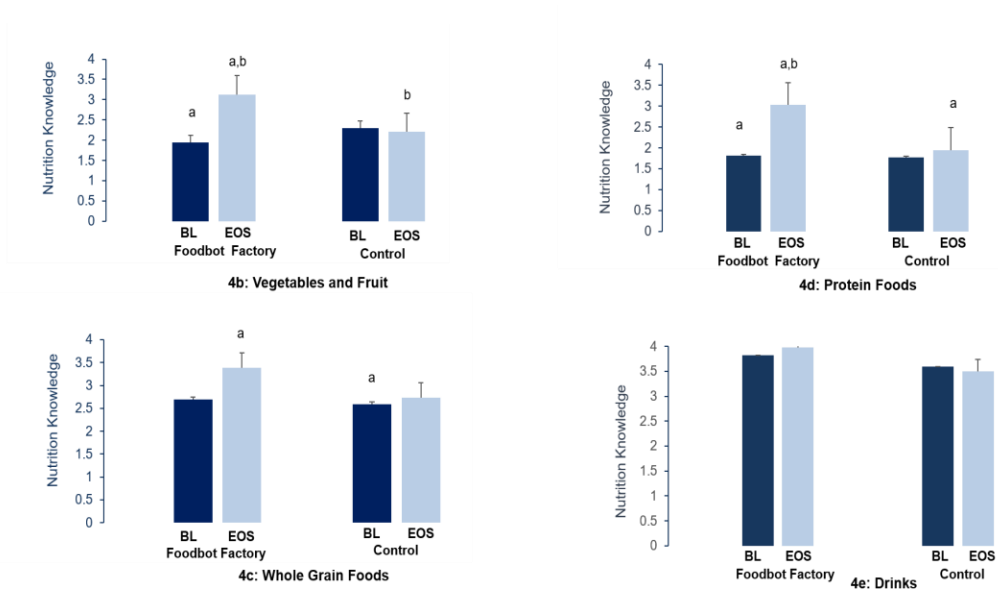 Nutrition Knowledge
4
3.5
3
2.5
2
1.5
1
0.5
0
a
a,b
b
BL EOS
Foodbot Factory
BL EOS
Control
4b: Vegetables and Fruit
Nutrition Knowledge
4
3.5
3
2.5
2
1.5
1
0.5
0
a
a,b
a
BL EOS
Foodbot Factory
BL EOS
Control
4d: Protein Foods
Nutrition Knowledge
4
3.5
3
2.5
2
1.5
1
0.5
0
a
a
BL EOS
Foodbot Factory
BL EOS
Control
4c: Whole Grain Foods
Nutrition Knowledge
4
3.5
3
2.5
2
1.5
1
0.5
0
BL EOS
Foodbot Factory
BL EOS
Control
4e: Drinks